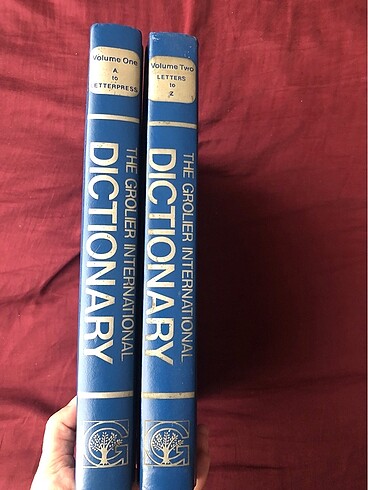 Volume One
A
to
LETTERPRESS
THE GROLIER INTERNATIONAL
DICTIONARY
Volume Two
LETTERS
to
Z
THE GROLIER INTERNATIONAL
DICTIONARY